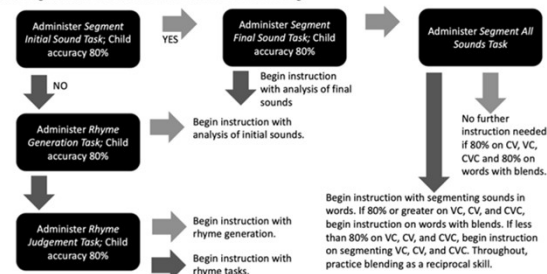 Administer Segment
Initial Sound Task; Child
accuracy 80%
YES
Administer Segment
Final Sound Task; Child
accuracy 80%
Administer Segment All
Sounds Task
NO
Begin instruction
with analysis of final
sounds
Administer Rhyme
Generation Task; Child
accuracy 80%
Begin instruction with
analysis of initial sounds.
No further
instruction needed
if 80% on CV, VC,
CVC and 80% on
words with blends.
Administer Rhyme
Judgement Task; Child
accuracy 80%
Begin instruction with
rhyme generation.
Begin instruction with
rhyme tasks.
Begin instruction with segmenting sounds in
words. If 80% or greater on VC, CV, and CVC,
begin instruction on words with blends. If less
than 80% on VC, CV, and CVC, begin instruction
on segmenting VC, CV, and CVC. Throughout,
practice blending as a reciprocal skill.